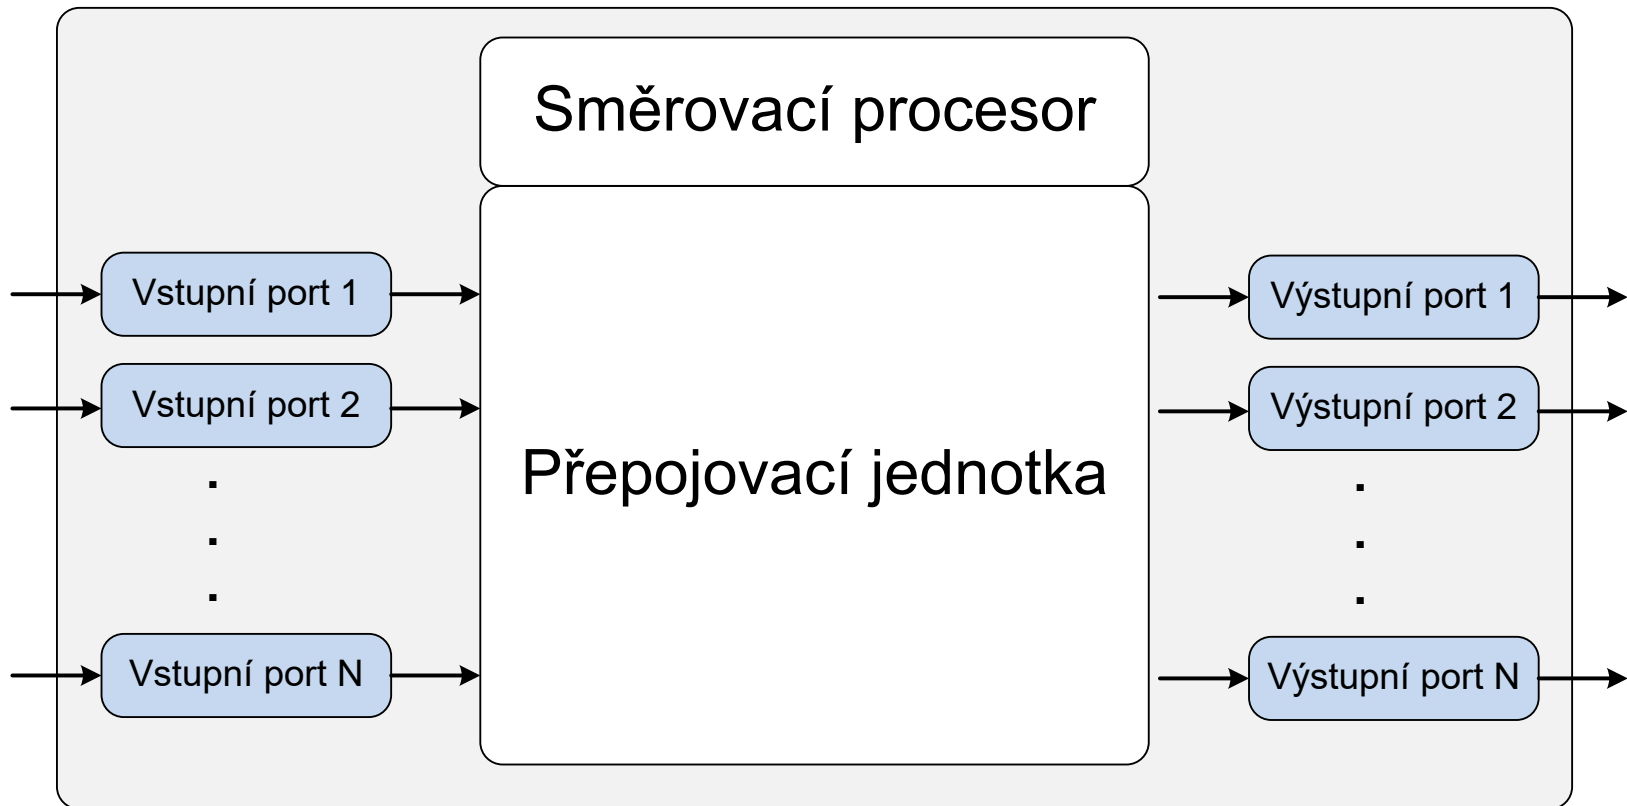 Směrovací procesor
Přepojovací jednotka
Vstupní port 1
Vstupní port 2
.
.
.
Vstupní port N
Výstupní port 1
Výstupní port 2
.
.
.
Výstupní port N